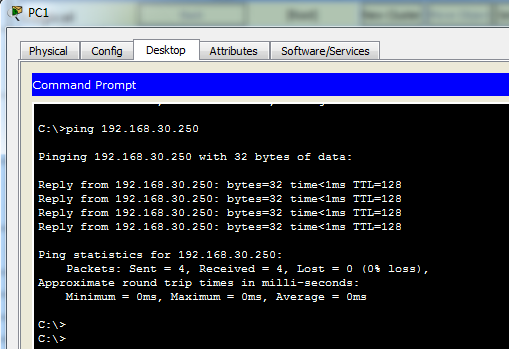 PC1
Physical Config Desktop Attributes Software/Services
Command Prompt
C:\>ping 192.168.30.250
Pinging 192.168.30.250 with 32 bytes of data:
Reply from 192.168.30.250: bytes=32 time<1ms TTL=128
Reply from 192.168.30.250: bytes=32 time<1ms TTL=128
Reply from 192.168.30.250: bytes=32 time<1ms TTL=128
Reply from 192.168.30.250: bytes=32 time<1ms TTL=128
Ping statistics for 192.168.30.250:
Packets: Sent = 4, Received = 4, Lost = 0 (0% loss),
Approximate round trip times in milli-seconds:
Minimum = 0ms, Maximum = 0ms, Average = 0ms
C:\>
C:\>